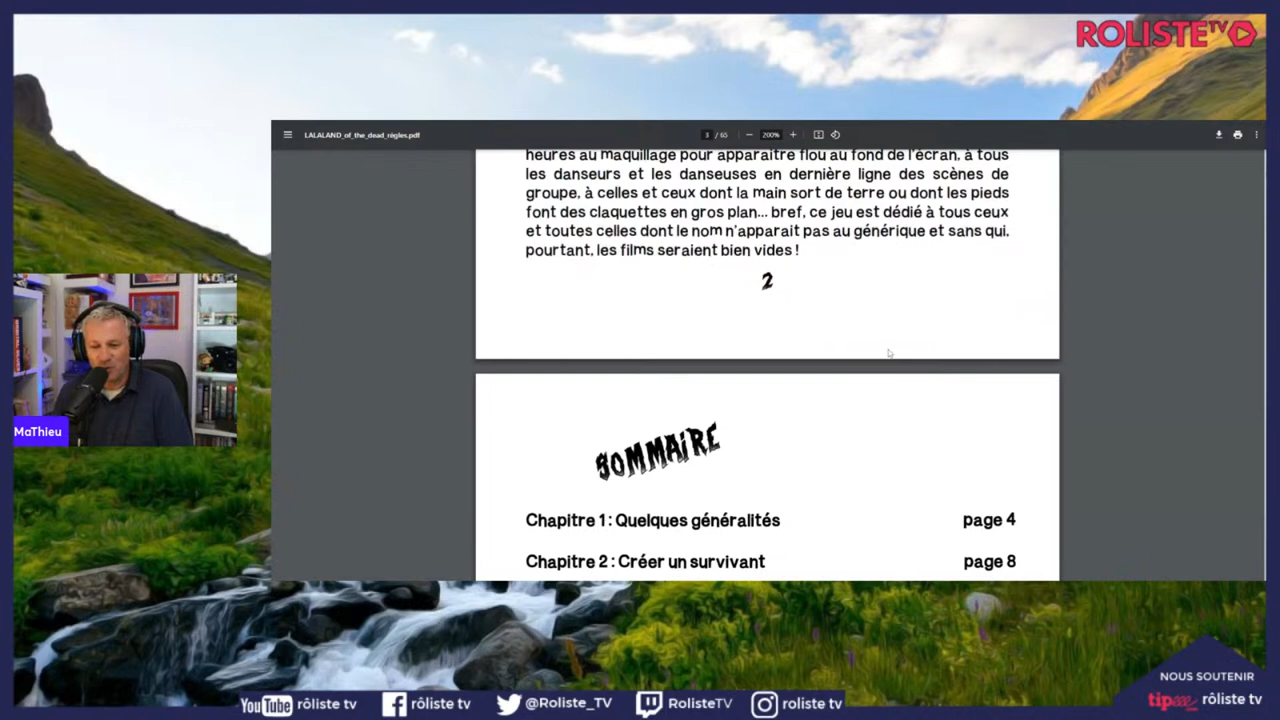 RÔLISTE TV
LALALAND_of_the_dead_règles.pdf
3 / 65
200%
heures au maquillage pour apparaitre flou au fond de l'écran, à tous
les danseurs et les danseuses en dernière ligne des scènes de
groupe, à celles et ceux dont la main sort de terre ou dont les pieds
font des claquettes en gros plan... bref, ce jeu est dédié à tous ceux
et toutes celles dont le nom n'apparait pas au générique et sans qui,
pourtant, les films seraient bien vides !
2
SOMMAIRE
Chapitre 1 : Quelques généralités page 4
Chapitre 2 : Créer un survivant page 8
MaThieu
NOUS SOUTENIR
tipeee rôliste tv
YouTube rôliste tv
rôliste tv
@Roliste_TV
RolisteTV
roliste tv